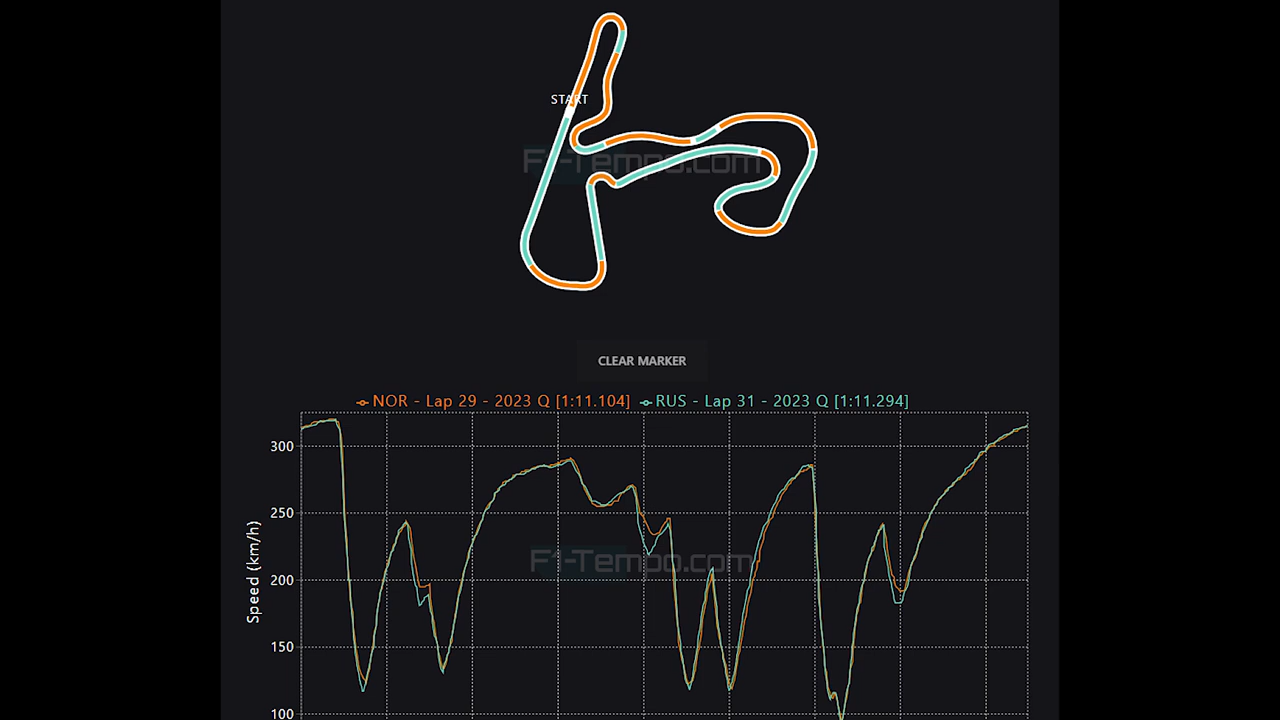 START
F1-Tempo.com
CLEAR MARKER
NOR - Lap 29 - 2023 Q [1:11.104] RUS - Lap 31 - 2023 Q [1:11.294]
300
250
200
150
100
Speed (km/h)
F1-Tempo.com